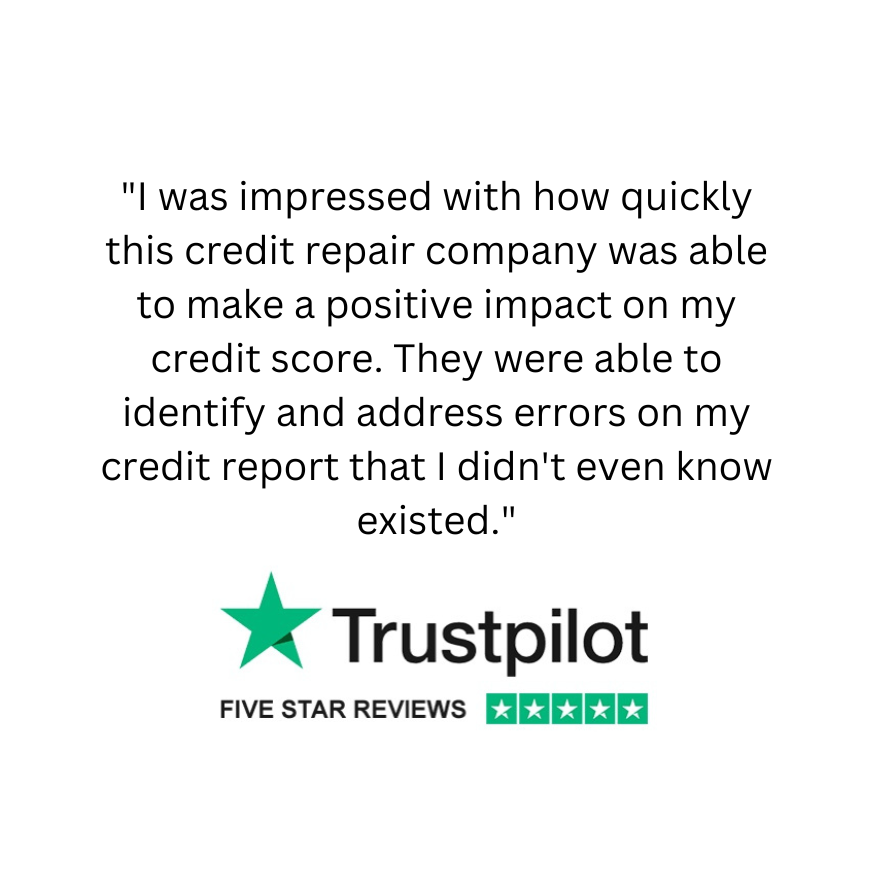 "I was impressed with how quickly
this credit repair company was able
to make a positive impact on my
credit score. They were able to
identify and address errors on my
credit report that I didn't even know
existed."
Trustpilot
FIVE STAR REVIEWS